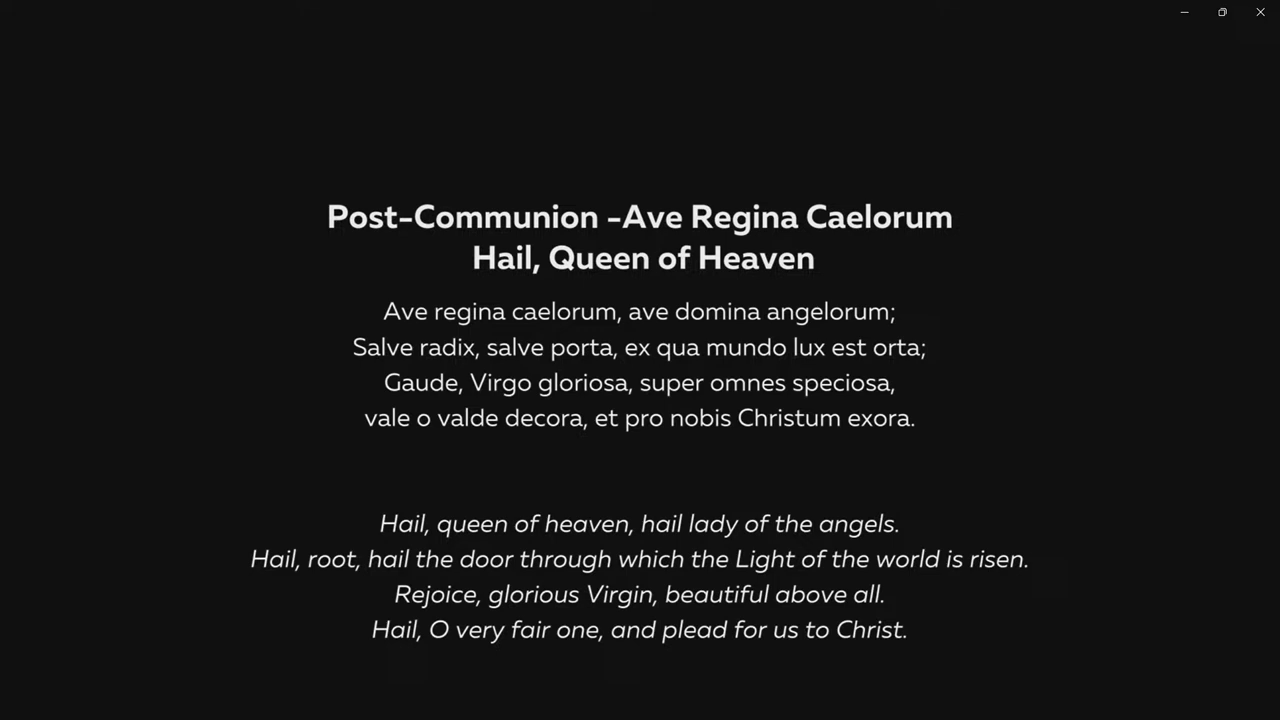 Post-Communion -Ave Regina Caelorum
Hail, Queen of Heaven
Ave regina caelorum, ave domina angelorum;
Salve radix, salve porta, ex qua mundo lux est orta;
Gaude, Virgo gloriosa, super omnes speciosa,
vale o valde decora, et pro nobis Christum exora.
Hail, queen of heaven, hail lady of the angels.
Hail, root, hail the door through which the Light of the world is risen.
Rejoice, glorious Virgin, beautiful above all.
Hail, O very fair one, and plead for us to Christ.